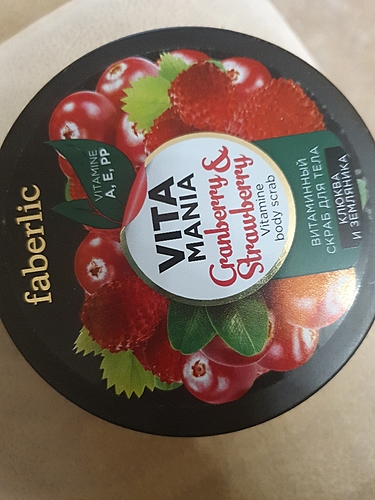 faberlic
VITAMINE
A, E, PP
VITA
MANIA
Cranberry &
Strawberry
Vitamine
body scrab
ВИТАМИННЫЙ
СКРАБ ДЛЯ ТЕЛА
КЛЮКВА
И ЗЕМЛЯНИКА